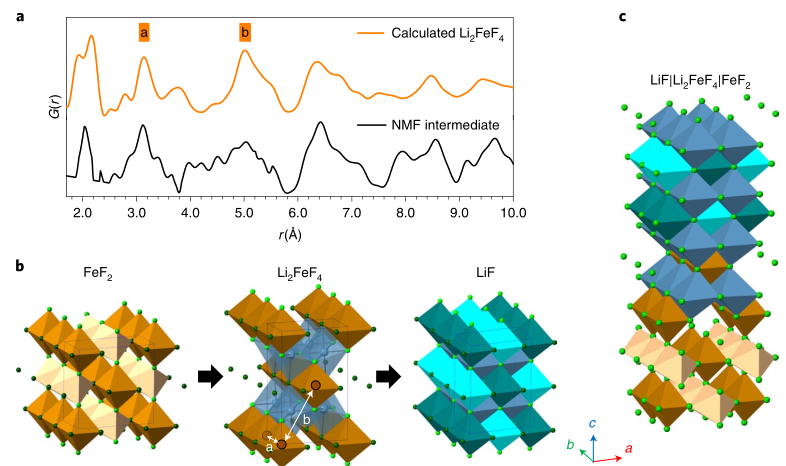 a
a
b
Calculated Li₂FeF₄
NMF intermediate
G(r)
2.0 3.0 4.0 5.0 6.0 7.0 8.0 9.0 10.0
r(Å)
b
FeF₂
Li₂FeF₄
LiF
a
b
c
LiF|Li₂FeF₄|FeF₂
c
b
a